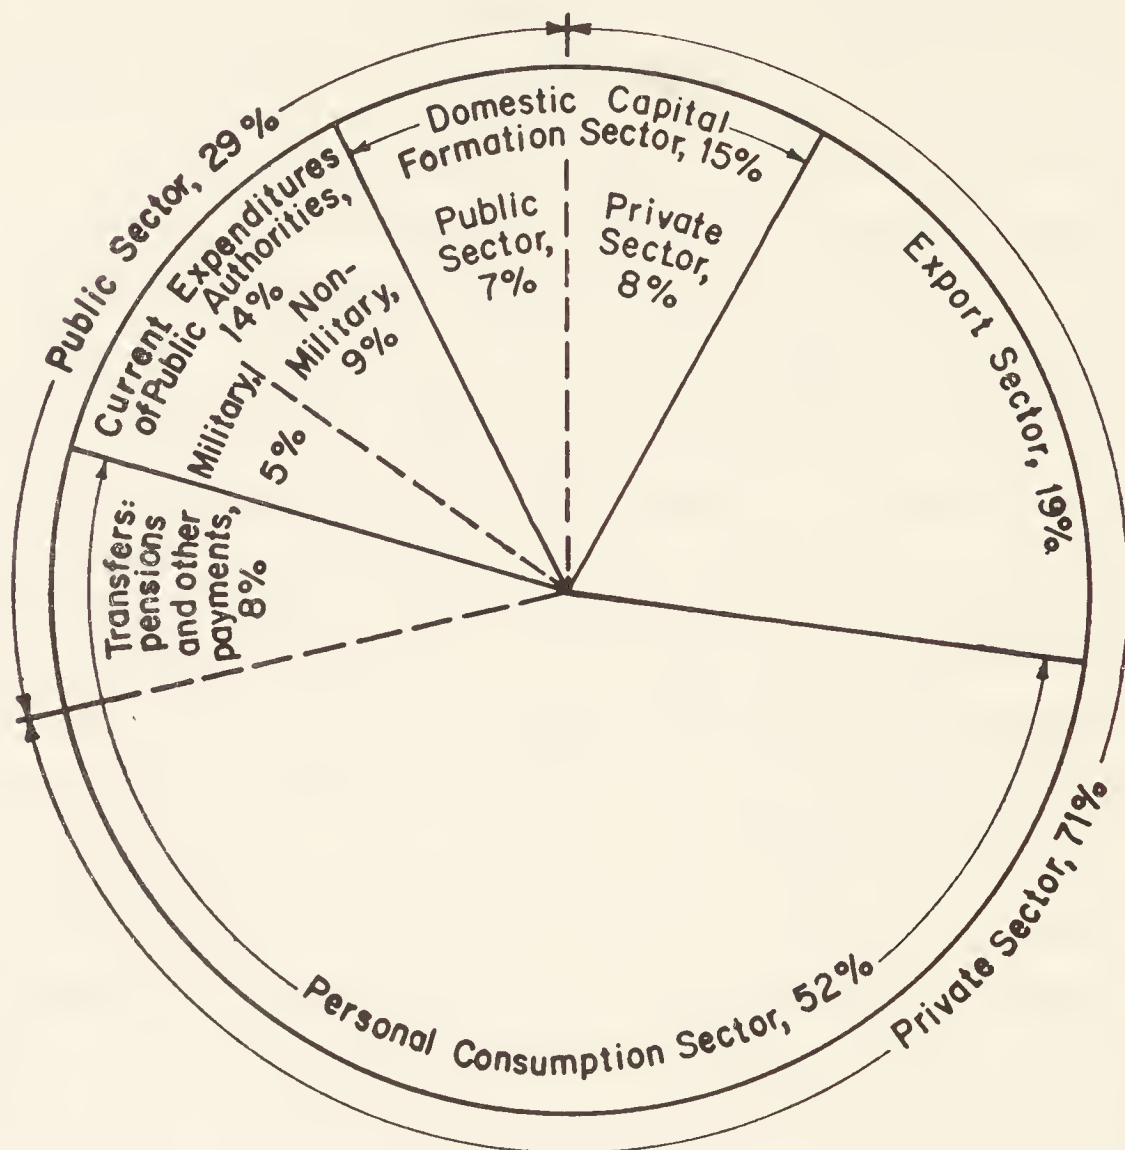 Public Sector, 29%
Domestic Capital
Formation Sector, 15%
Public
Sector,
7%
Private
Sector,
8%
Export Sector, 19%
Current Expenditures
of Public Authorities,
14%
Non-
Military,
9%
Military,
5%
Transfers:
pensions
and other
payments,
8%
Personal Consumption Sector, 52%
Private Sector, 71%